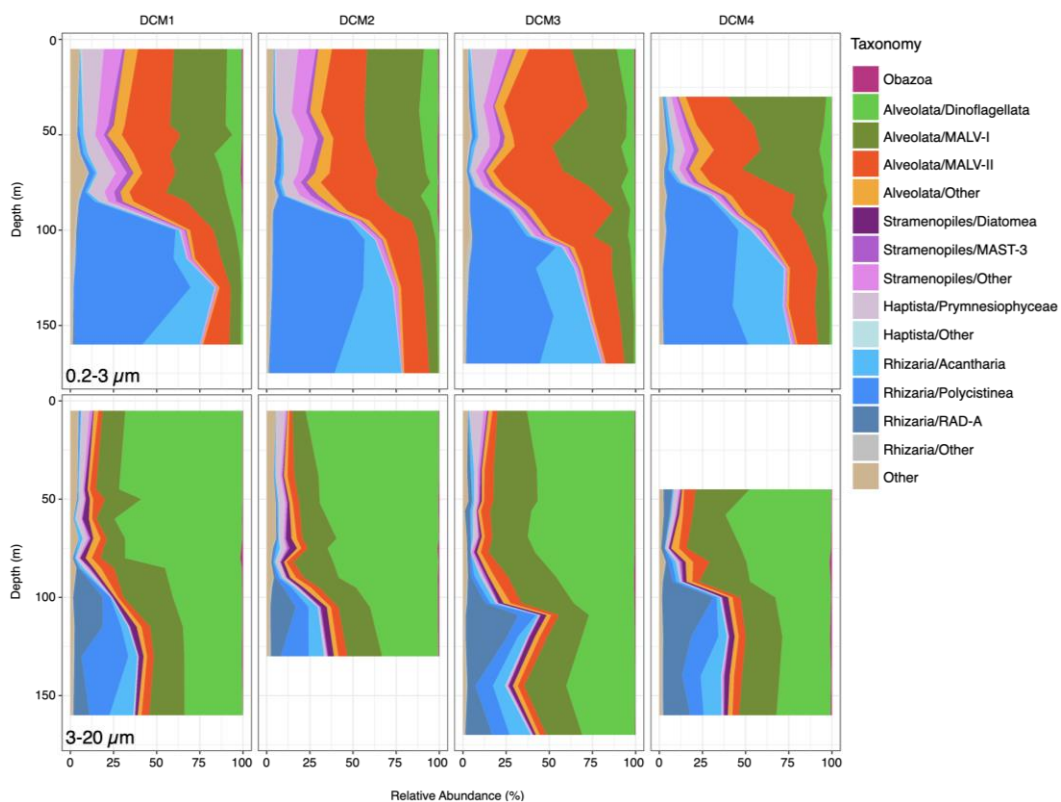 DCM1 DCM2 DCM3 DCM4
0
50
100
150
Depth (m)
0.2-3 µm
0
50
100
150
Depth (m)
3-20 µm
0 25 50 75 100 0 25 50 75 100 0 25 50 75 100 0 25 50 75 100
Relative Abundance (%)
Taxonomy
Obazoa
Alveolata/Dinoflagellata
Alveolata/MALV-I
Alveolata/MALV-II
Alveolata/Other
Stramenopiles/Diatomea
Stramenopiles/MAST-3
Stramenopiles/Other
Haptista/Prymnesiophyceae
Haptista/Other
Rhizaria/Acantharia
Rhizaria/Polycistinea
Rhizaria/RAD-A
Rhizaria/Other
Other